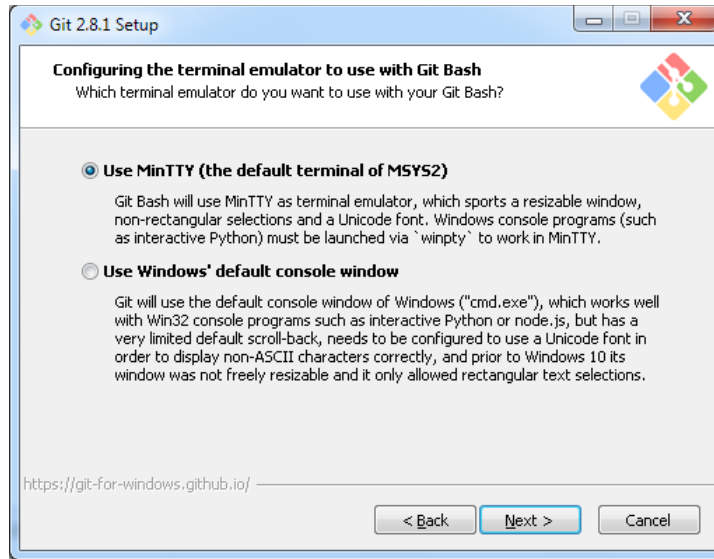 Git 2.8.1 Setup
Configuring the terminal emulator to use with Git Bash
Which terminal emulator do you want to use with your Git Bash?
Use MinTTY (the default terminal of MSYS2)
Git Bash will use MinTTY as terminal emulator, which sports a resizable window,
non-rectangular selections and a Unicode font. Windows console programs (such
as interactive Python) must be launched via `winpty` to work in MinTTY.
Use Windows' default console window
Git will use the default console window of Windows ("cmd.exe"), which works well
with Win32 console programs such as interactive Python or node.js, but has a
very limited default scroll-back, needs to be configured to use a Unicode font in
order to display non-ASCII characters correctly, and prior to Windows 10 its
window was not freely resizable and it only allowed rectangular text selections.
https://git-for-windows.github.io/
< Back
Next >
Cancel